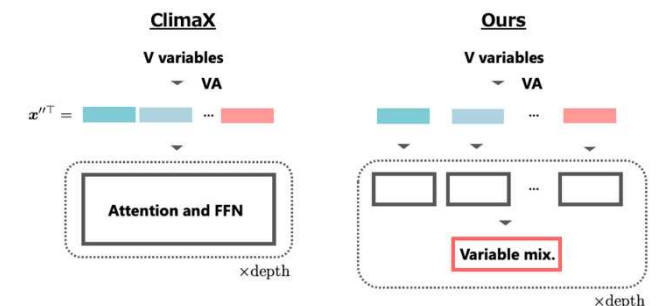 ClimaX
V variables
VA
x''⊤ =
...
Attention and FFN
×depth
Ours
V variables
VA
...
...
Variable mix.
×depth